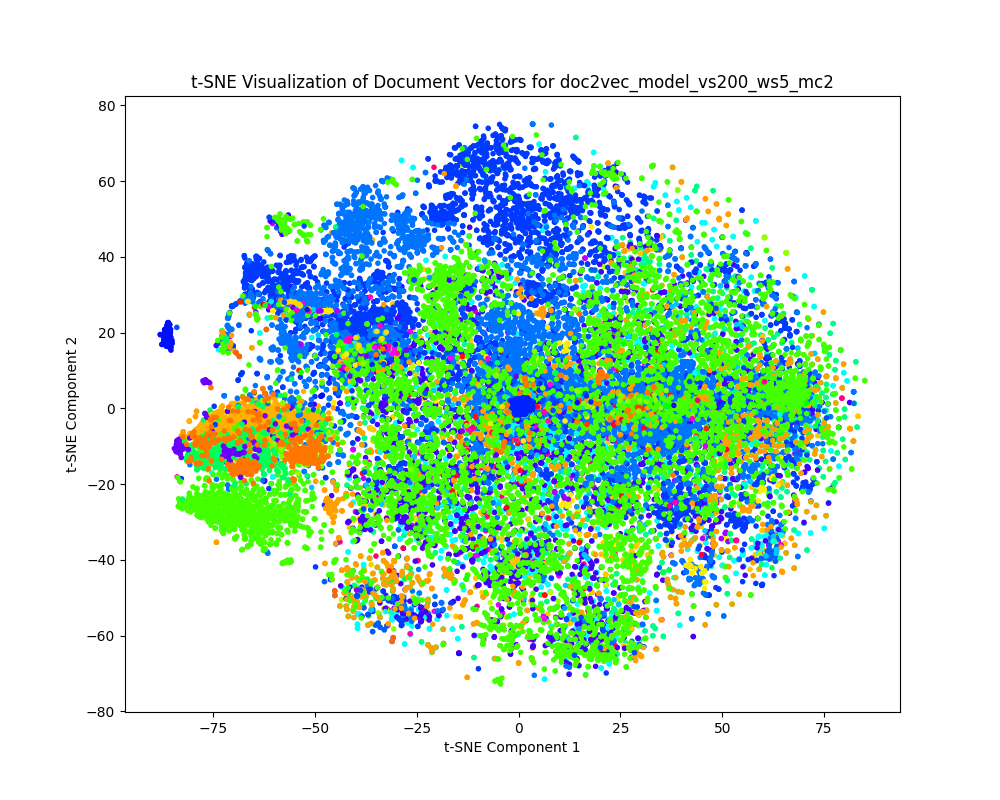 t-SNE Visualization of Document Vectors for doc2vec_model_vs200_ws5_mc2
80
60
40
20
0
−20
−40
−60
−80
t-SNE Component 2
−75 −50 −25 0 25 50 75
t-SNE Component 1